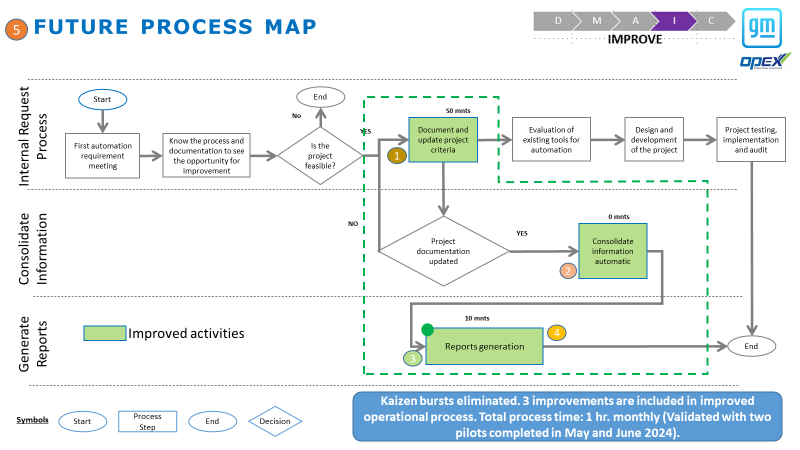 5 FUTURE PROCESS MAP
D M A I C
IMPROVE
gm
apex
Internal Request
Process
Start
First automation
requirement
meeting
Know the process and
documentation to see
the opportunity for
improvement
End
No
Is the
project
feasible?
YES
50 mnts
Document and
update project
criteria
1
Evaluation of
existing tools for
automation
Design and
development
of the project
Project testing,
implementation
and audit
Consolidate
Information
NO
Project
documentation
updated
YES
0 mnts
Consolidate
information
automatic
2
Generate
Reports
Improved activities
10 mnts
Reports generation
3
4
End
Symbols
Start
Process
Step
End
Decision
Kaizen bursts eliminated. 3 improvements are included in improved
operational process. Total process time: 1 hr. monthly (Validated with two
pilots completed in May and June 2024).